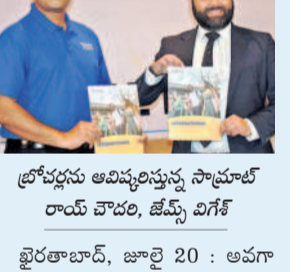 బ్రోచర్లను ఆవిష్కరిస్తున్న సామ్రాట్
రాయ్ చౌదరి, జేమ్స్ విగేశ్
ఖైరతాబాద్, జూలై 20 : అవగా